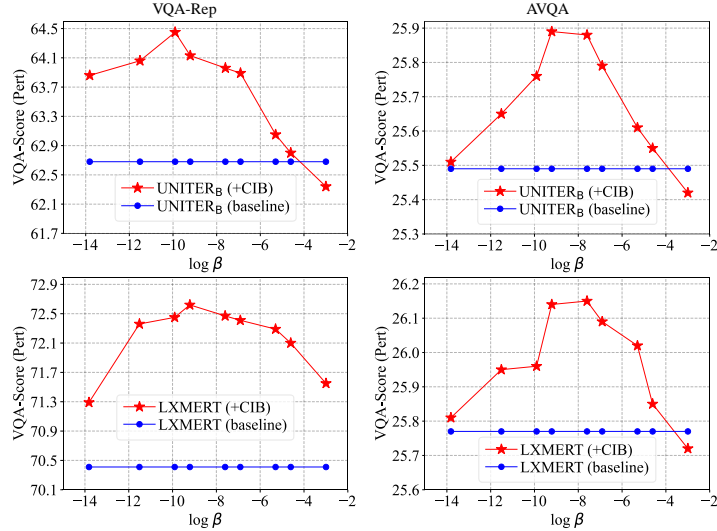 VQA-Rep
VQA-Score (Pert)
64.5
64.1
63.7
63.3
62.9
62.5
62.1
61.7
UNITER_B (+CIB)
UNITER_B (baseline)
−14 −12 −10 −8 −6 −4 −2
log β
AVQA
VQA-Score (Pert)
25.9
25.8
25.7
25.6
25.5
25.4
25.3
UNITER_B (+CIB)
UNITER_B (baseline)
−14 −12 −10 −8 −6 −4 −2
log β
VQA-Score (Pert)
72.9
72.5
72.1
71.7
71.3
70.9
70.5
70.1
LXMERT (+CIB)
LXMERT (baseline)
−14 −12 −10 −8 −6 −4 −2
log β
VQA-Score (Pert)
26.2
26.1
26.0
25.9
25.8
25.7
25.6
LXMERT (+CIB)
LXMERT (baseline)
−14 −12 −10 −8 −6 −4 −2
log β